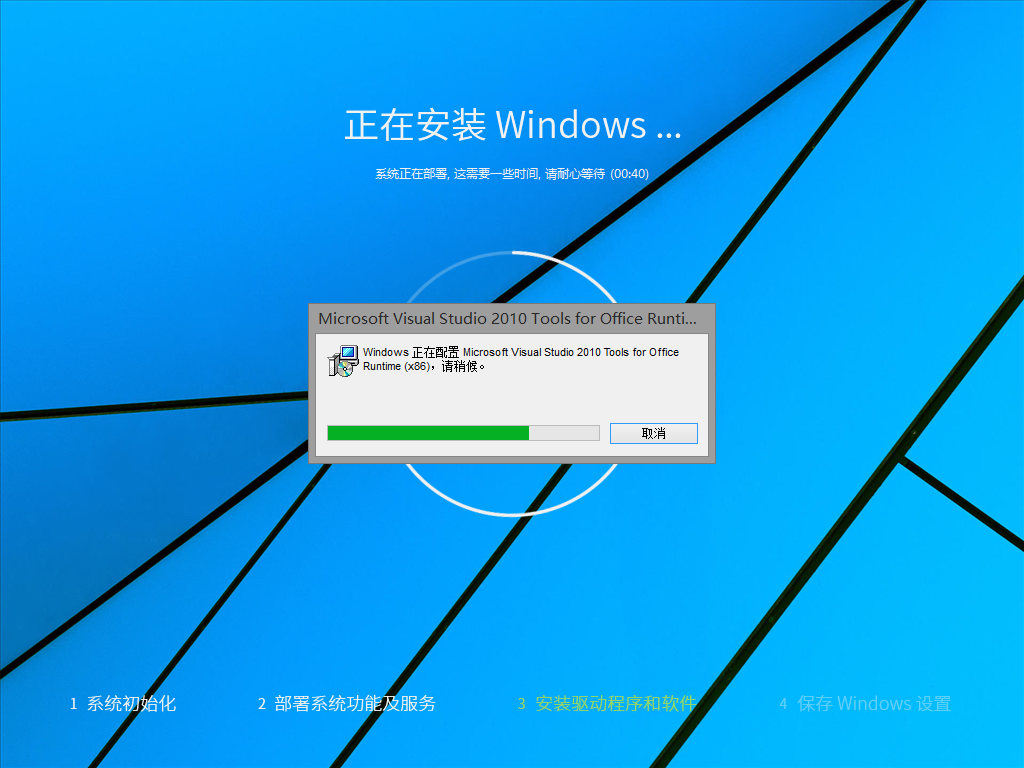 正在安装 Windows ...
系统正在部署, 这需要一些时间, 请耐心等待 (00:40)
Microsoft Visual Studio 2010 Tools for Office Runti...
Windows 正在配置 Microsoft Visual Studio 2010 Tools for Office
Runtime (x86)，请稍候。
取消
1 系统初始化
2 部署系统功能及服务
3 安装驱动程序和软件
4 保存 Windows 设置